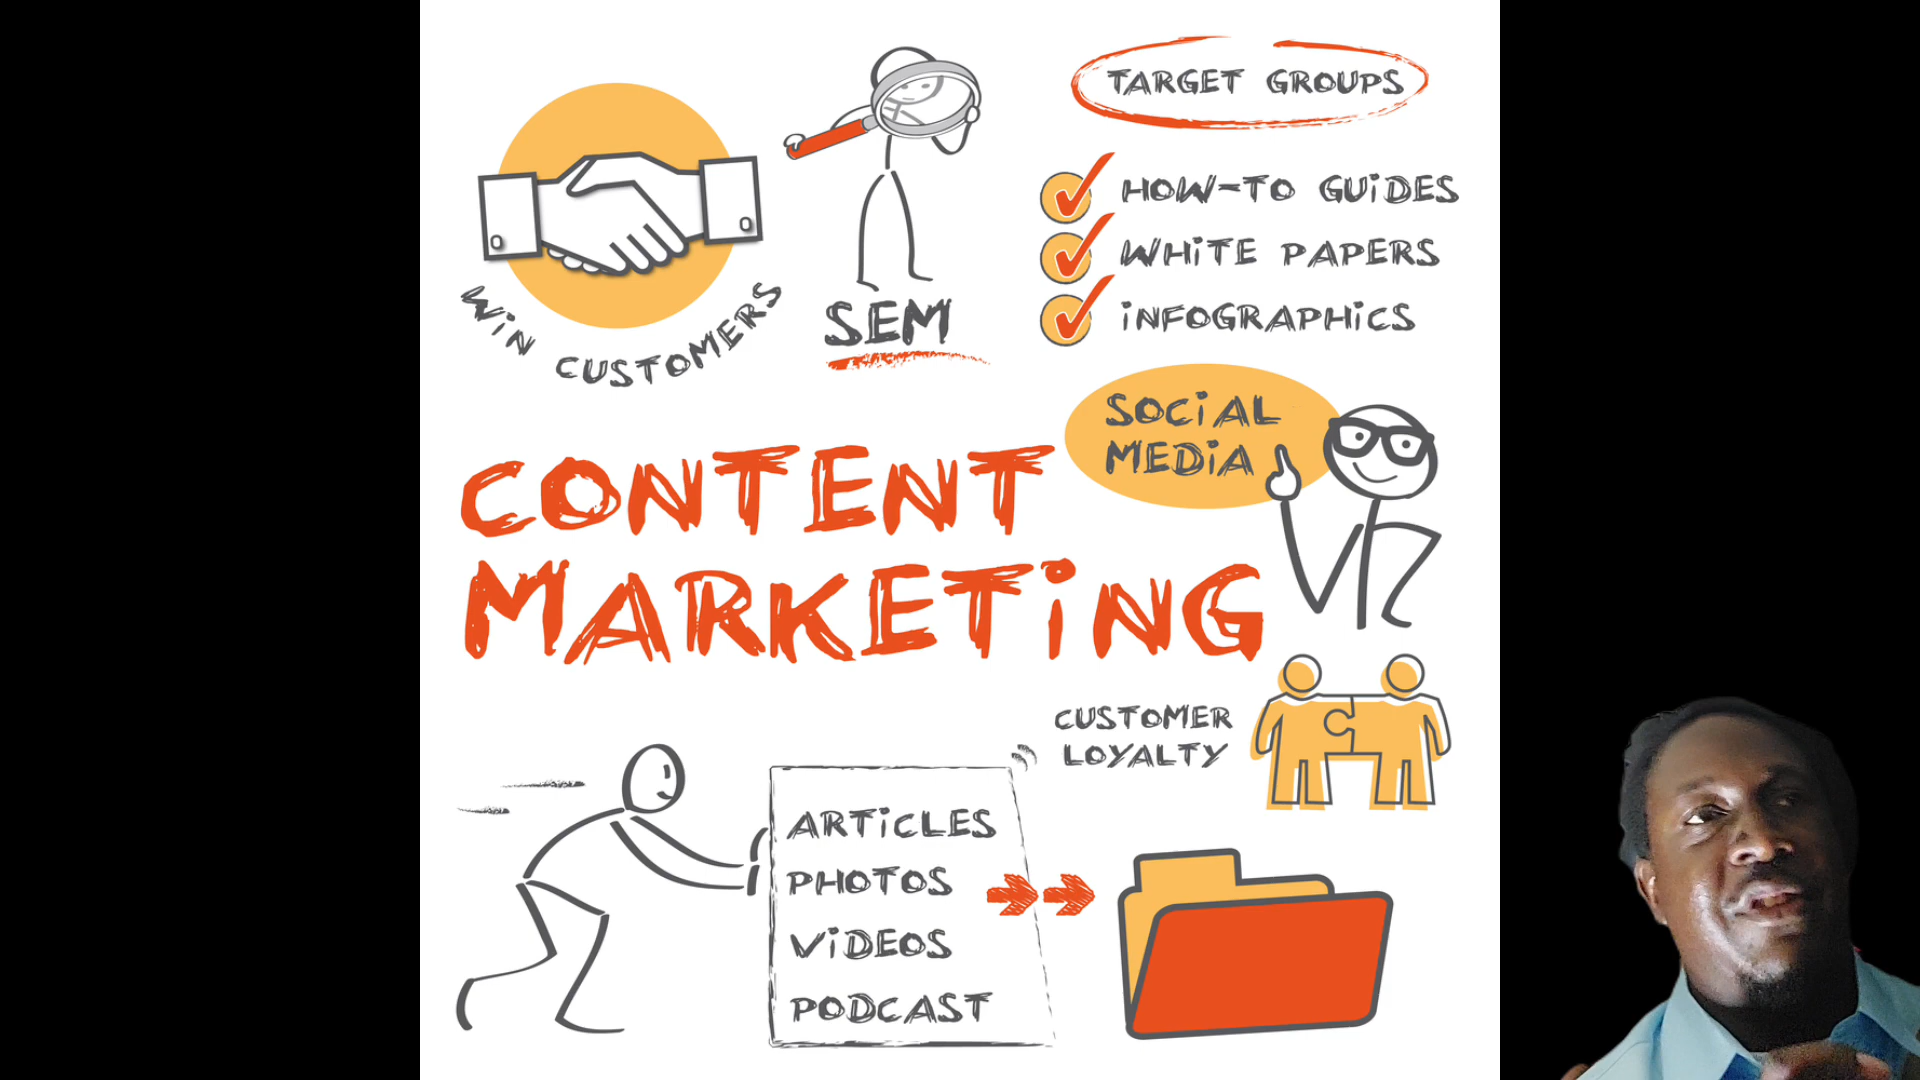 WIN CUSTOMERS
SEM
TARGET GROUPS
HOW-TO GUIDES
WHITE PAPERS
INFOGRAPHICS
SOCIAL
MEDIA
CONTENT
MARKETING
CUSTOMER
LOYALTY
ARTICLES
PHOTOS
VIDEOS
PODCAST